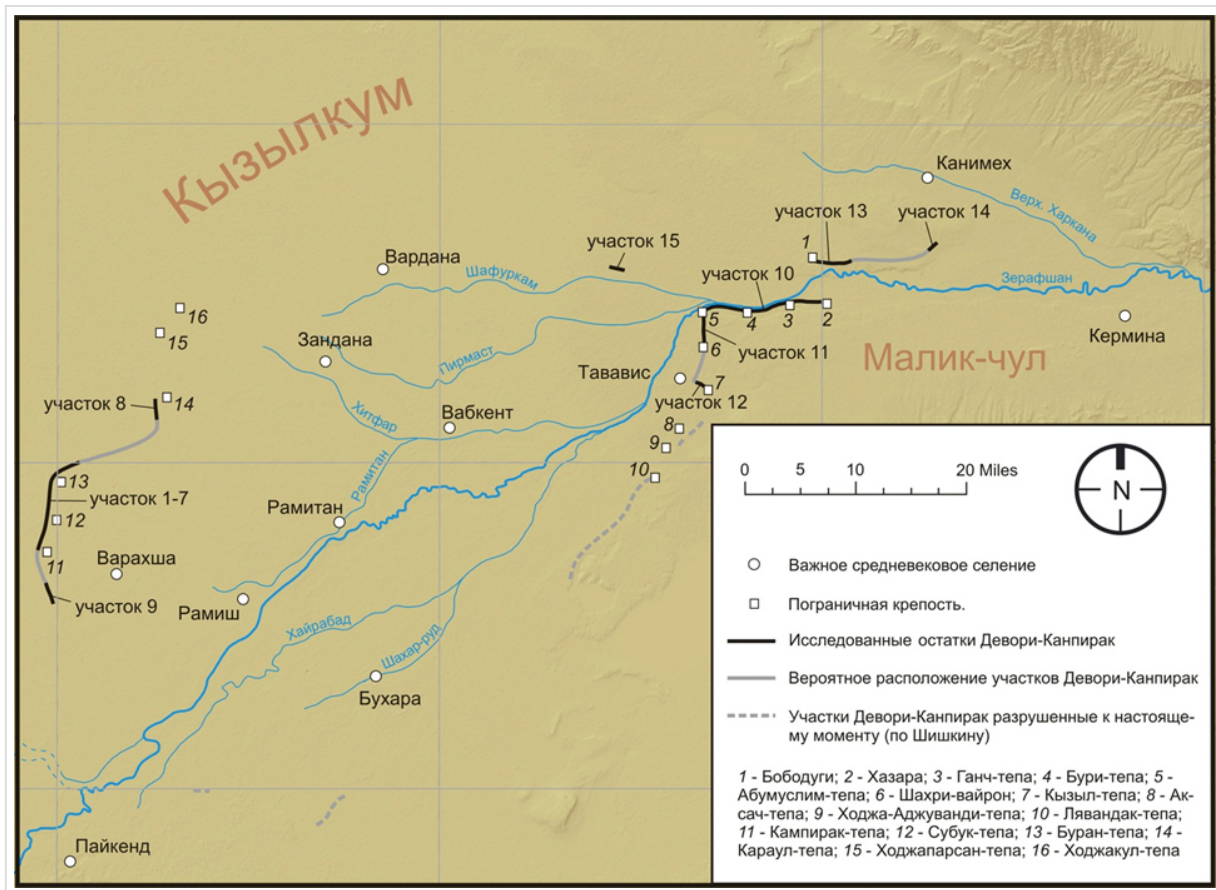 Кызылкум
Канимех
Верх. Харкана
участок 13
участок 14
1
участок 15
Вардана
Шафуркам
участок 10
Зерафшан
16
5
4
3
2
15
Зандана
Пирмаст
6
участок 11
Кермина
Малик-чул
Тававис
7
участок 12
участок 8
14
Хитфар
Вабкент
8
9
10
13
участок 1-7
Рамитан
Рамитан
12
11
Варахша
участок 9
Рамиш
Хайрабад
Шахар-руд
Бухара
Пайкенд
0 5 10 20 Miles
N
Важное средневековое селение
Пограничная крепость.
Исследованные остатки Девори-Канпирак
Вероятное расположение участков Девори-Канпирак
Участки Девори-Канпирак разрушенные к настояще-
му моменту (по Шишкину)
1 - Бободуги; 2 - Хазара; 3 - Ганч-тепа; 4 - Бури-тепа; 5 -
Абумуслим-тепа; 6 - Шахри-вайрон; 7 - Кызыл-тепа; 8 - Ак-
сач-тепа; 9 - Ходжа-Аджуванди-тепа; 10 - Лявандак-тепа;
11 - Кампирак-тепа; 12 - Субук-тепа; 13 - Буран-тепа; 14 -
Караул-тепа; 15 - Ходжапарсан-тепа; 16 - Ходжакул-тепа